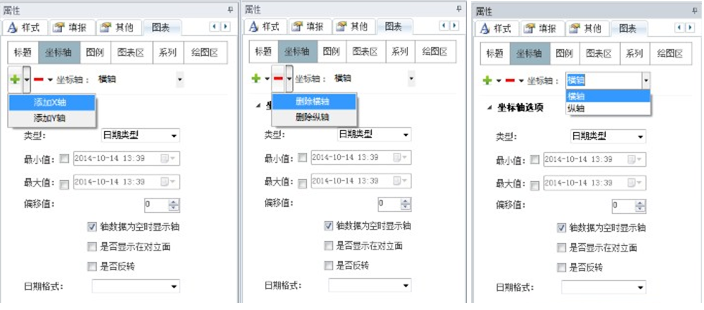 属性
样式 填报 其他 图表
标题 坐标轴 图例 图表区 系列 绘图区
坐标轴： 横轴
添加X轴
添加Y轴
类型： 日期类型
最小值： 2014-10-14 13:39
最大值： 2014-10-14 13:39
偏移值： 0
轴数据为空时显示轴
是否显示在对立面
是否反转
日期格式：
属性
样式 填报 其他 图表
标题 坐标轴 图例 图表区 系列 绘图区
坐标轴： 横轴
删除横轴
删除纵轴
类型： 日期类型
最小值： 2014-10-14 13:39
最大值： 2014-10-14 13:39
偏移值： 0
轴数据为空时显示轴
是否显示在对立面
是否反转
日期格式：
属性
样式 填报 其他 图表
标题 坐标轴 图例 图表区 系列 绘图区
坐标轴： 横轴
横轴
纵轴
坐标轴选项
类型： 日期类型
最小值： 2014-10-14 13:39
最大值： 2014-10-14 13:39
偏移值： 0
轴数据为空时显示轴
是否显示在对立面
是否反转
日期格式：